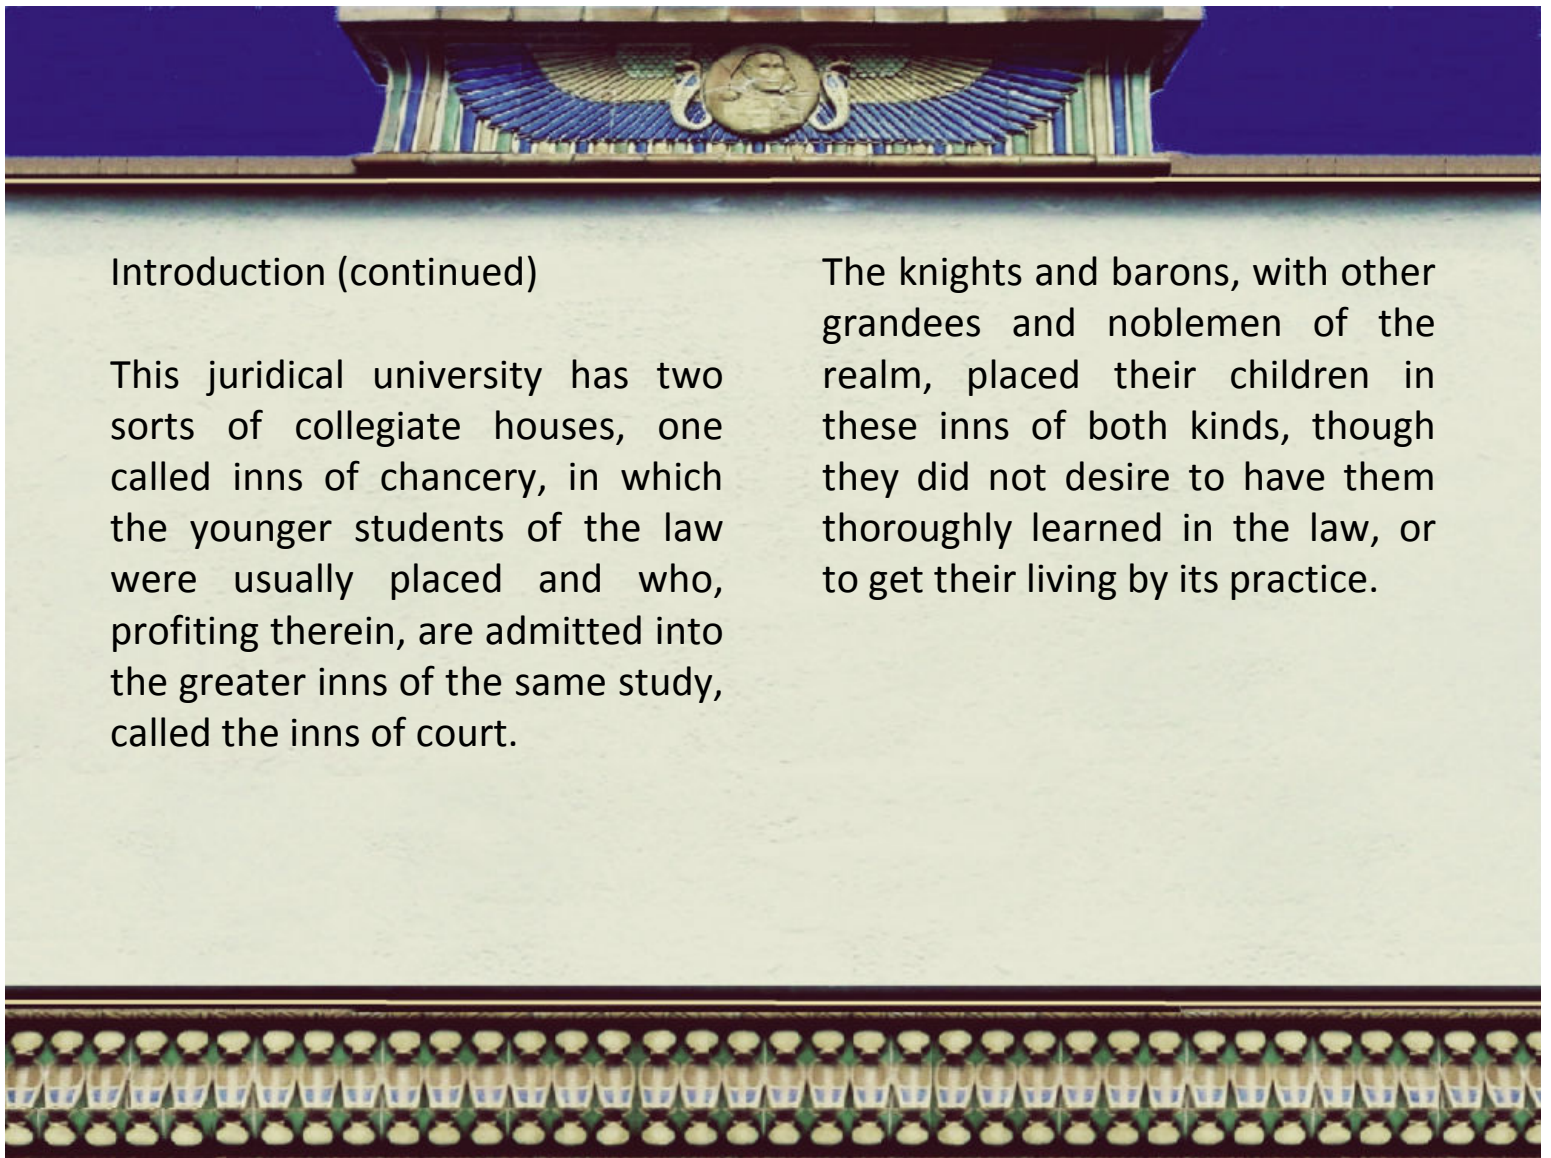 Introduction (continued)
This juridical university has two
sorts of collegiate houses, one
called inns of chancery, in which
the younger students of the law
were usually placed and who,
profiting therein, are admitted into
the greater inns of the same study,
called the inns of court.
The knights and barons, with other
grandees and noblemen of the
realm, placed their children in
these inns of both kinds, though
they did not desire to have them
thoroughly learned in the law, or
to get their living by its practice.